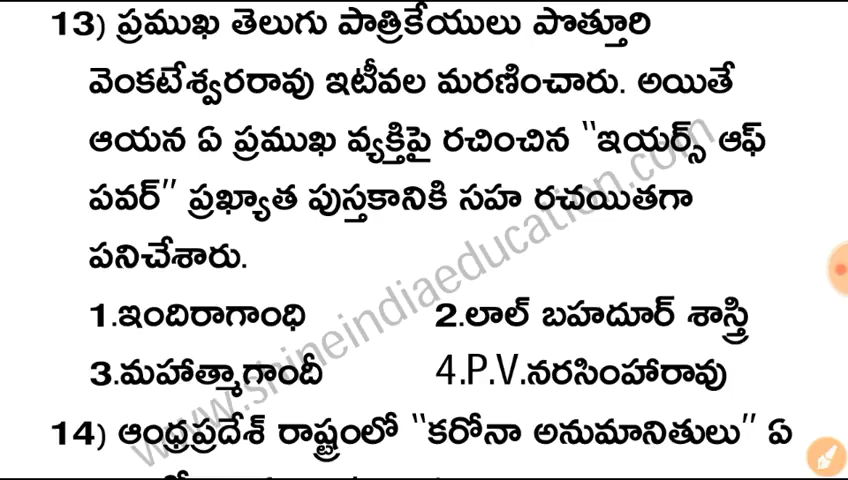 13) ప్రముఖ తెలుగు పాత్రికేయులు పొత్తూరి
వెంకటేశ్వరరావు ఇటీవల మరణించారు. అయితే
ఆయన ఏ ప్రముఖ వ్యక్తిపై రచించిన "ఇయర్స్ ఆఫ్
పవర్" ప్రఖ్యాత పుస్తకానికి సహ రచయితగా
పనిచేశారు.
1.ఇందిరాగాంధి 2.లాల్ బహదూర్ శాస్త్రి
3.మహాత్మాగాందీ 4.P.V.నరసింహారావు
14) ఆంధ్రప్రదేశ్ రాష్ట్రంలో "కరోనా అనుమానితులు" ఏ
www.shineindiaeducation.com